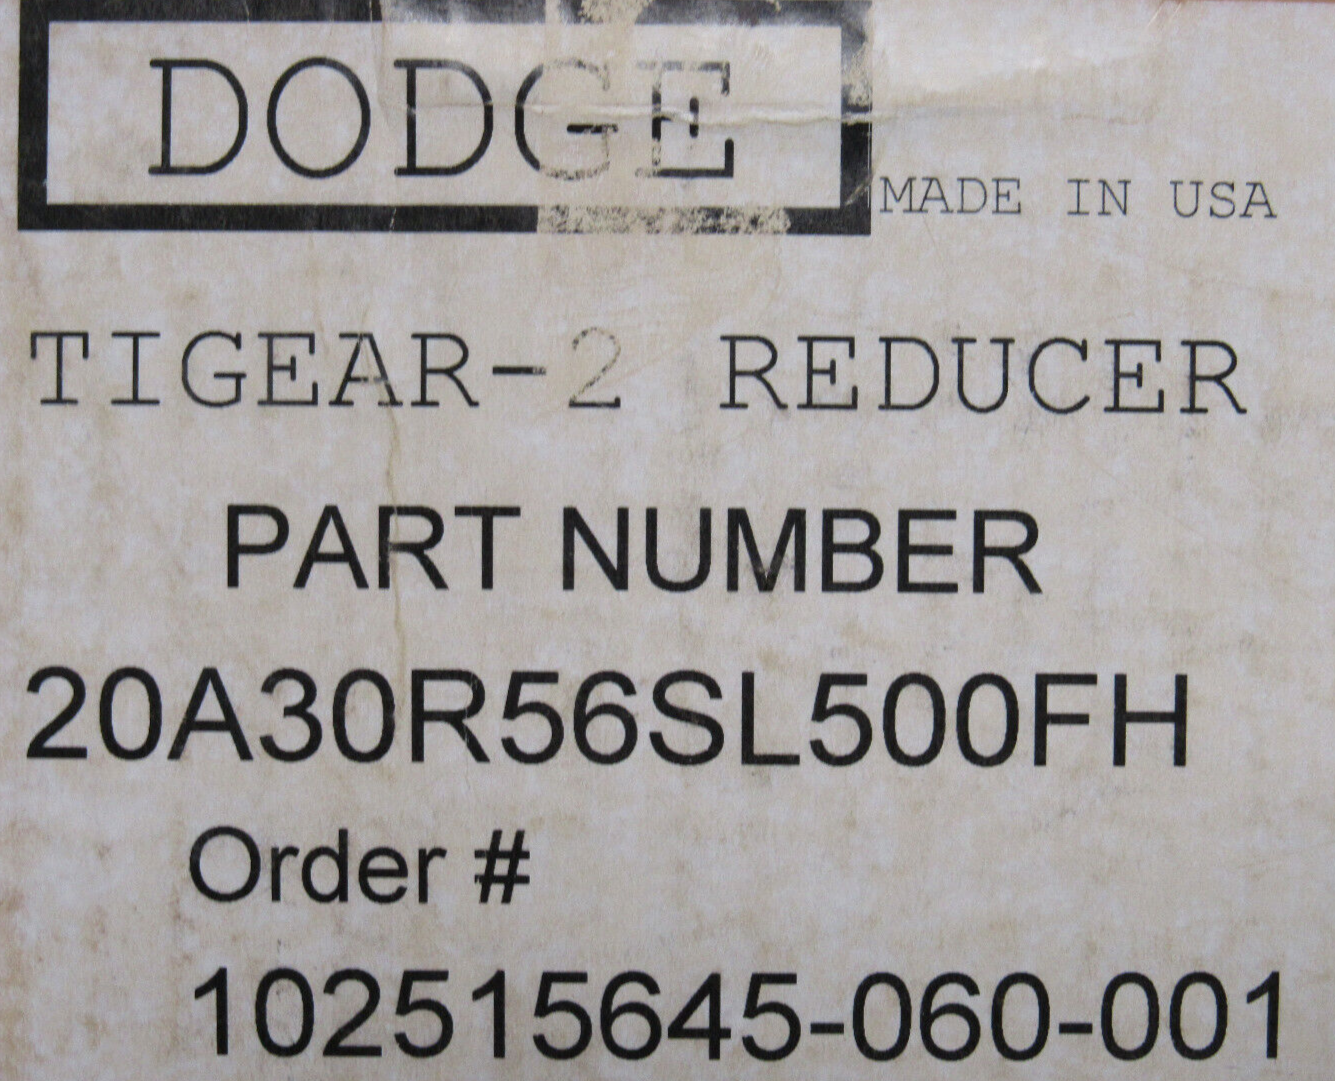 DODGE
MADE IN USA
TIGEAR-2 REDUCER
PART NUMBER
20A30R56SL500FH
Order #
102515645-060-001